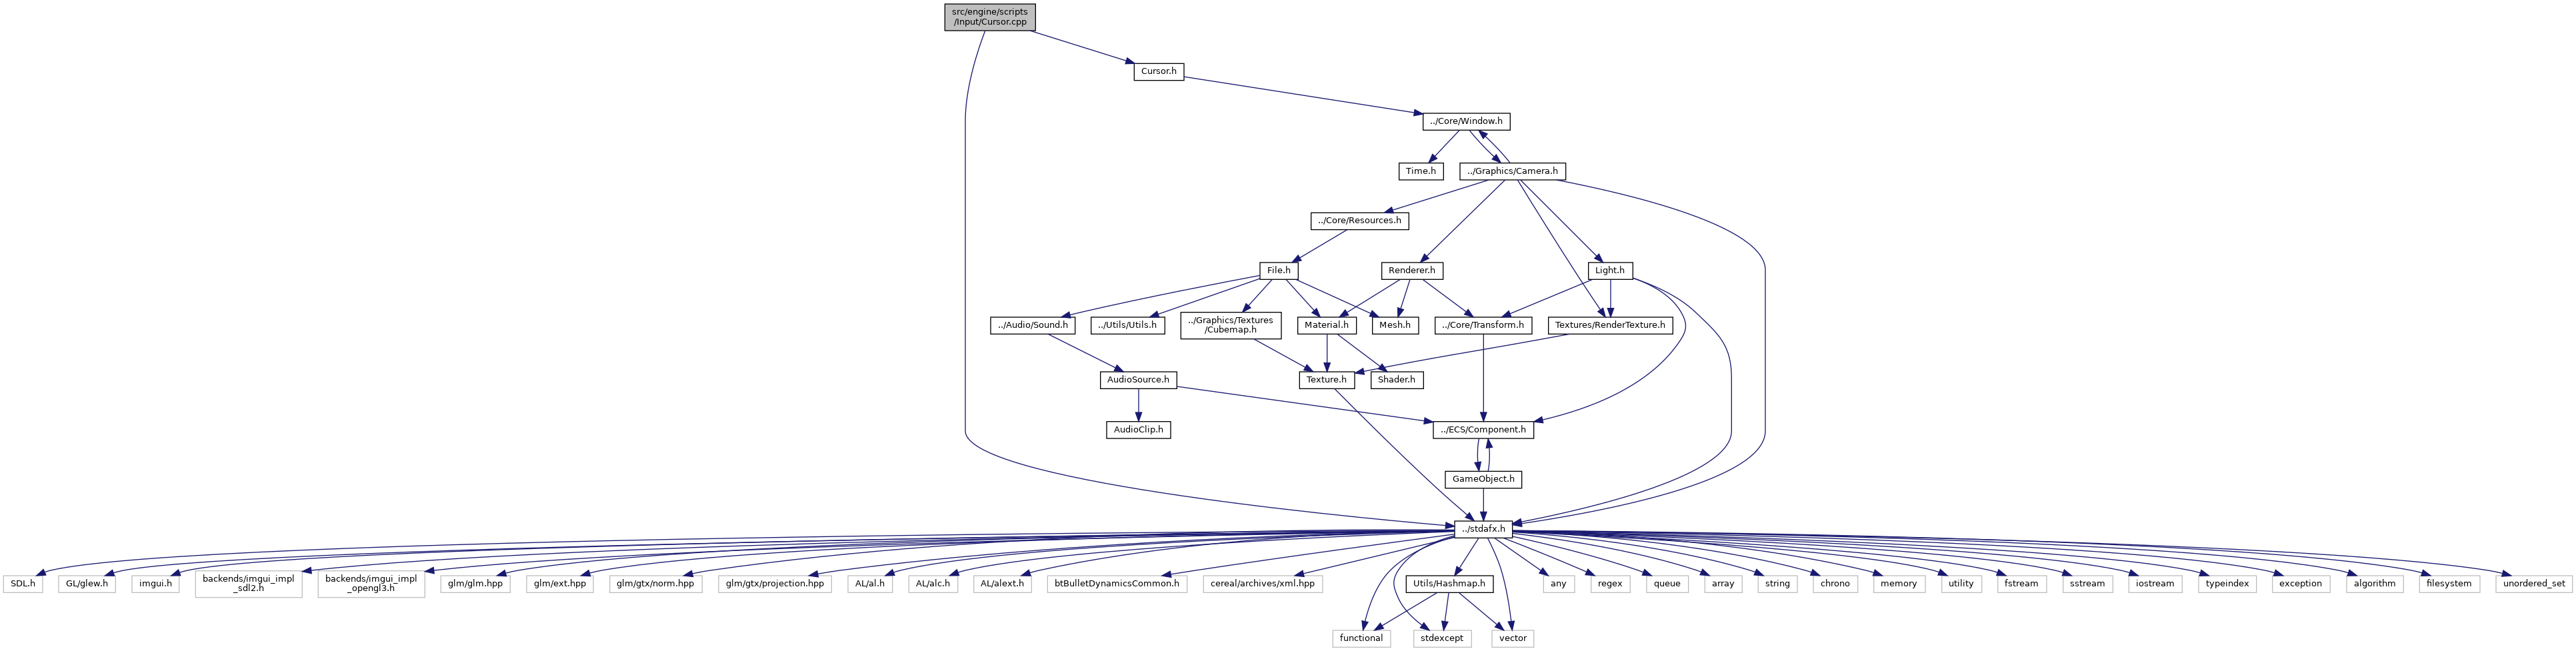 src/engine/scripts
/Input/Cursor.cpp
Cursor.h
../Core/Window.h
Time.h
../Graphics/Camera.h
../Core/Resources.h
File.h
Renderer.h
Light.h
../Audio/Sound.h
../Utils/Utils.h
../Graphics/Textures
/Cubemap.h
Material.h
Mesh.h
../Core/Transform.h
Textures/RenderTexture.h
AudioSource.h
Texture.h
Shader.h
AudioClip.h
../ECS/Component.h
GameObject.h
../stdafx.h
SDL.h
GL/glew.h
imgui.h
backends/imgui_impl
_sdl2.h
backends/imgui_impl
_opengl3.h
glm/glm.hpp
glm/ext.hpp
glm/gtx/norm.hpp
glm/gtx/projection.hpp
AL/al.h
AL/alc.h
AL/alext.h
btBulletDynamicsCommon.h
cereal/archives/xml.hpp
Utils/Hashmap.h
any
regex
queue
array
string
chrono
memory
utility
fstream
sstream
iostream
typeindex
exception
algorithm
filesystem
unordered_set
functional
stdexcept
vector